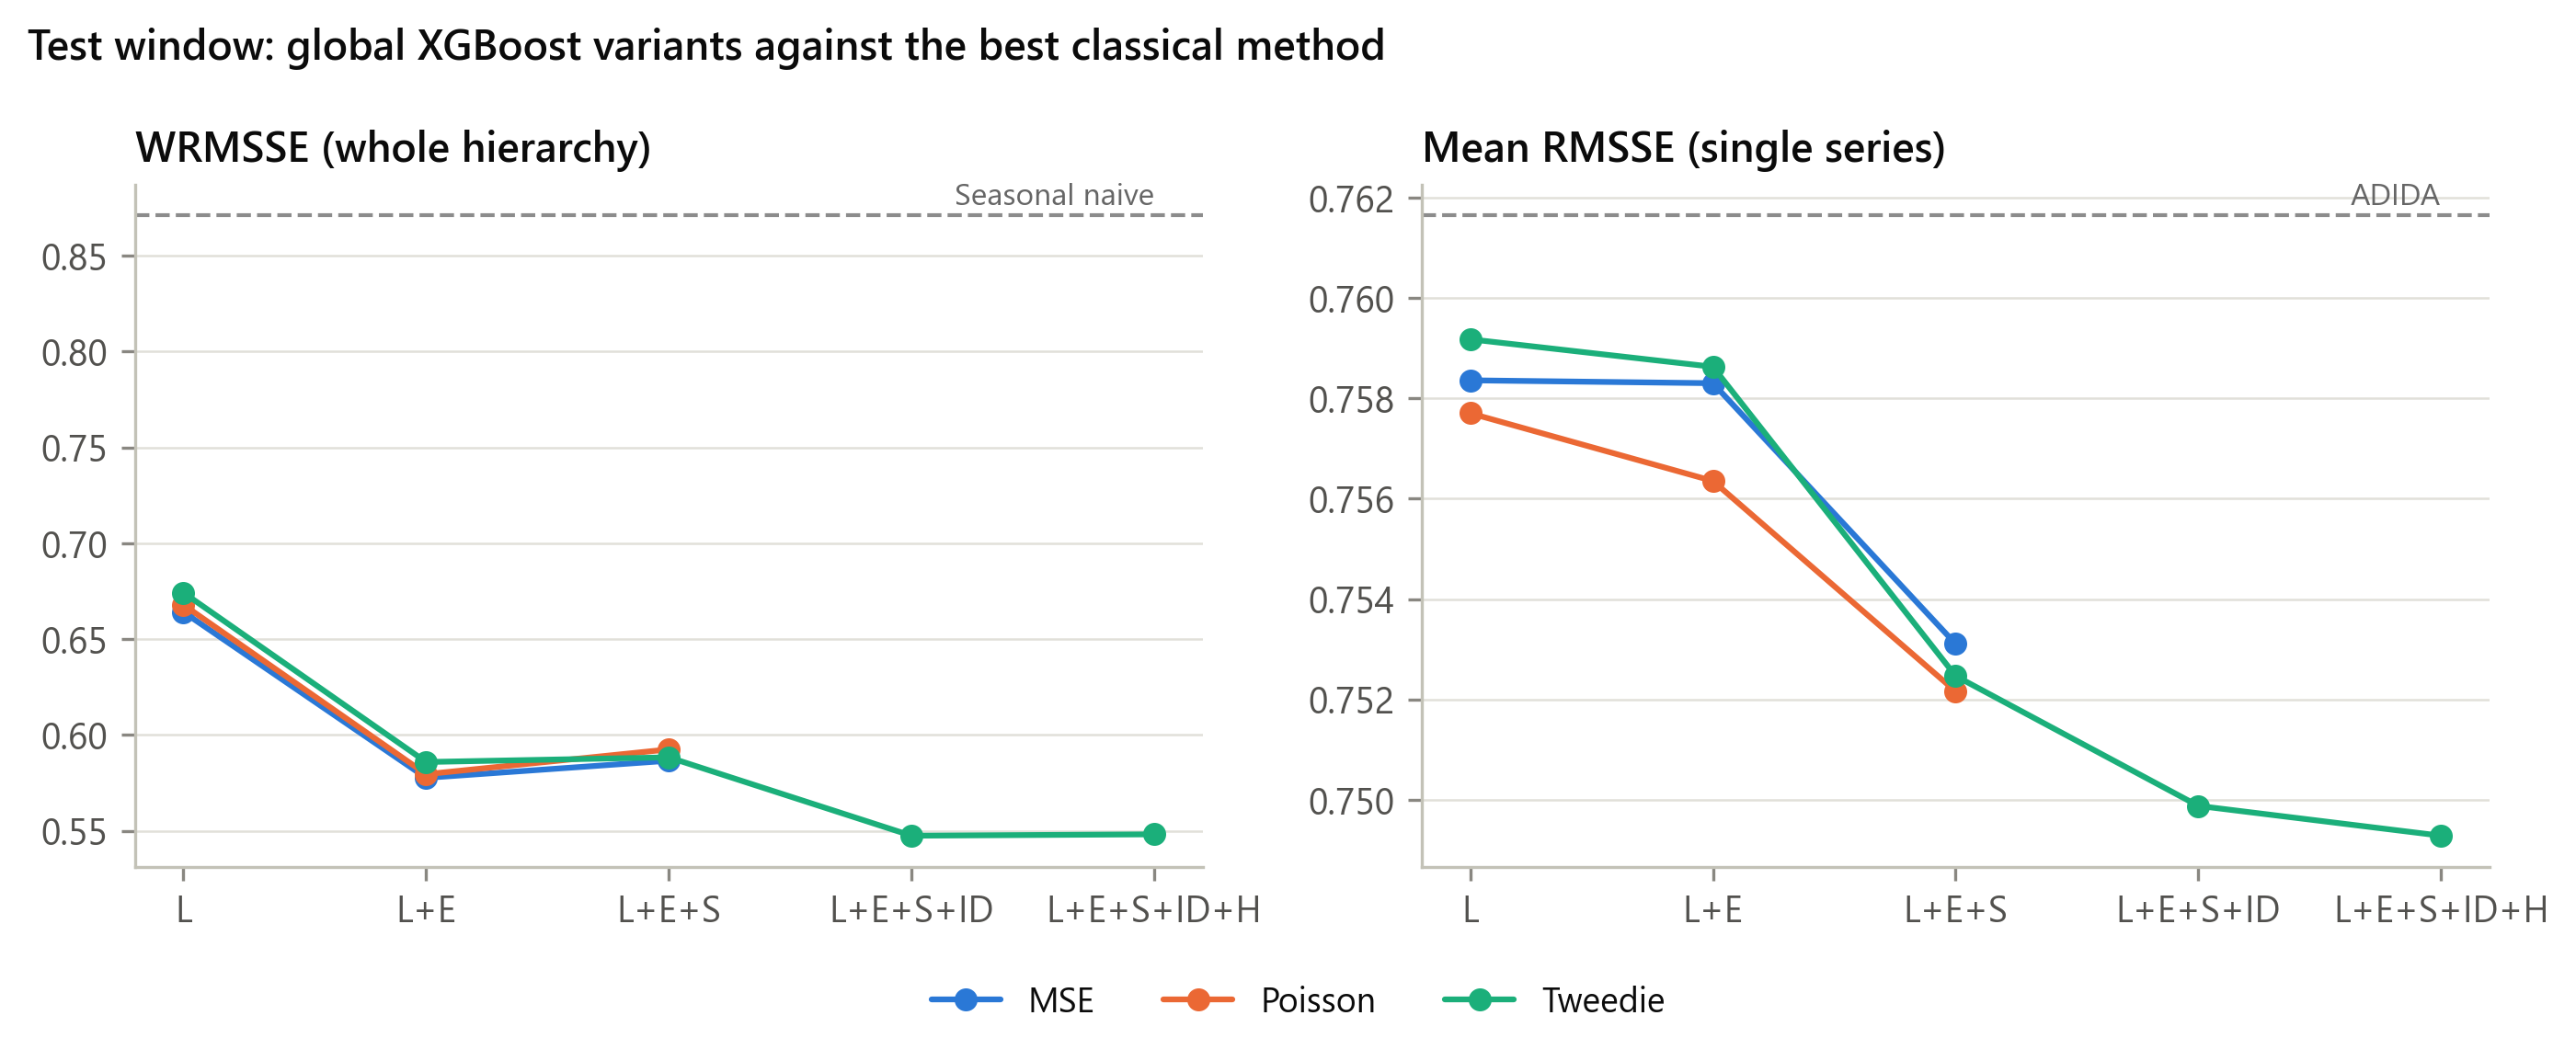 Test window: global XGBoost variants against the best classical method
WRMSSE (whole hierarchy)
Seasonal naive
0.85
0.80
0.75
0.70
0.65
0.60
0.55
L
L+E
L+E+S
L+E+S+ID
L+E+S+ID+H
Mean RMSSE (single series)
ADIDA
0.762
0.760
0.758
0.756
0.754
0.752
0.750
L
L+E
L+E+S
L+E+S+ID
L+E+S+ID+H
MSE
Poisson
Tweedie